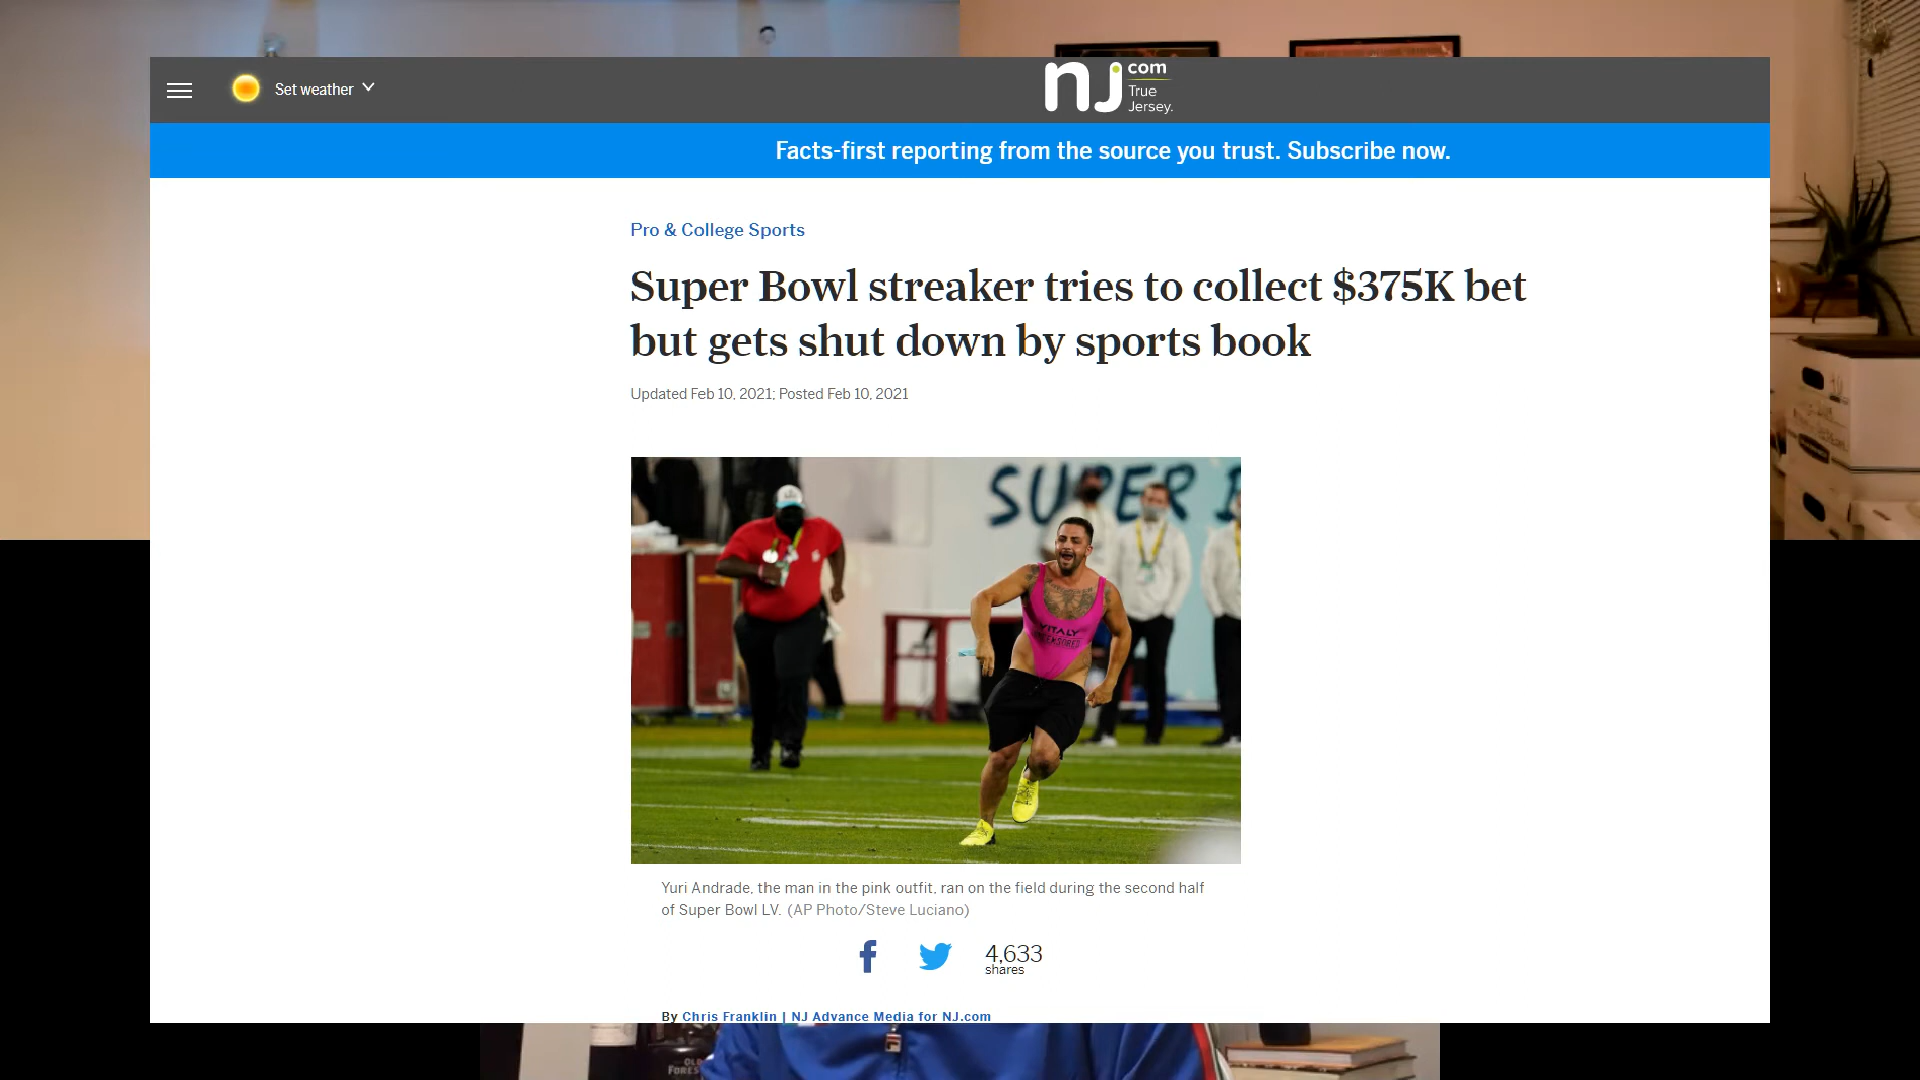 Set weather
nj
com
True
Jersey.
Facts-first reporting from the source you trust. Subscribe now.
Pro & College Sports
Super Bowl streaker tries to collect $375K bet
but gets shut down by sports book
Updated Feb 10, 2021; Posted Feb 10, 2021
SUPER B
VITALY
UNCENSORED
Yuri Andrade, the man in the pink outfit, ran on the field during the second half
of Super Bowl LV. (AP Photo/Steve Luciano)
4,633
shares
By Chris Franklin | NJ Advance Media for NJ.com
OLD
FORES
FILA